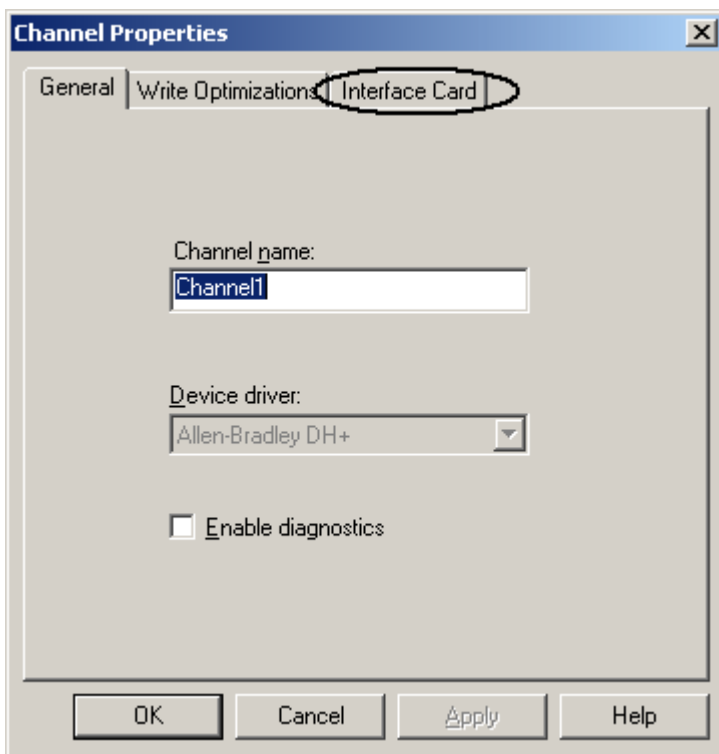 Channel Properties
General Write Optimizations Interface Card
Channel name:
Channel1
Device driver:
Allen-Bradley DH+
Enable diagnostics
OK Cancel Apply Help